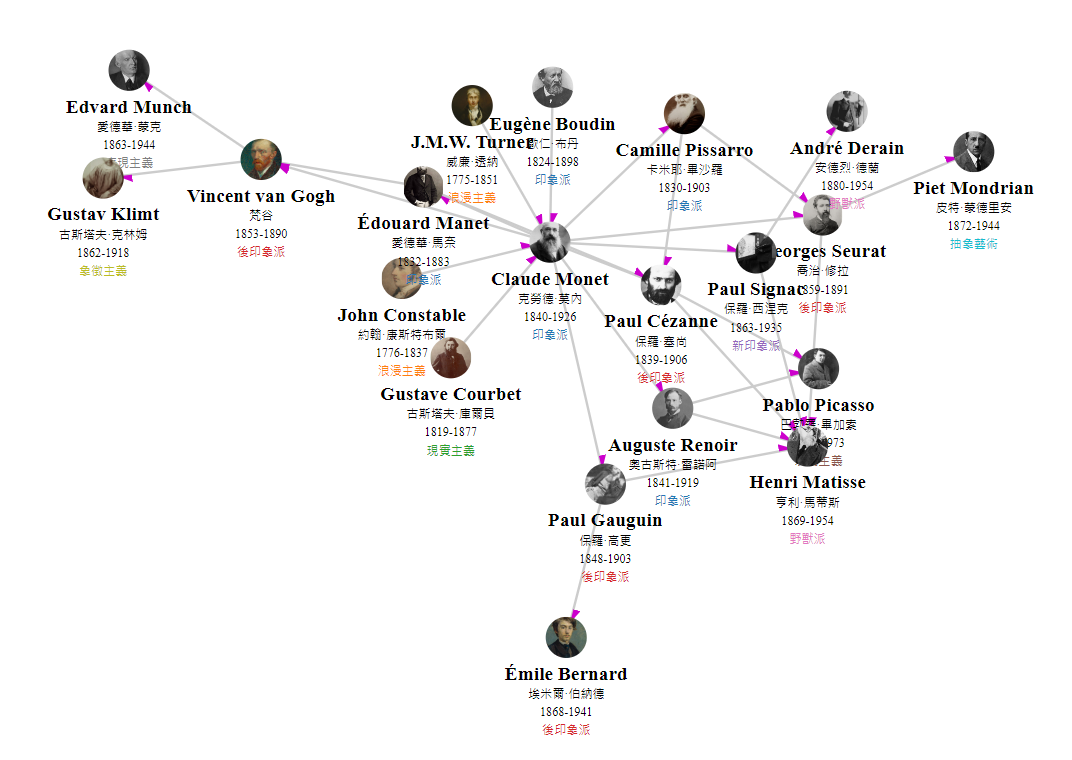 Edvard Munch
愛德華·蒙克
1863-1944
現主義
Gustav Klimt
古斯塔夫·克林姆
1862-1918
象徵主義
Vincent van Gogh
梵谷
1853-1890
後印象派
J.M.W. Turner
威廉·透納
1775-1851
浪漫主義
Eugène Boudin
歐仁·布丹
1824-1898
印象派
Édouard Manet
愛德華·馬奈
1832-1883
印象派
John Constable
約翰·康斯特布爾
1776-1837
浪漫主義
Gustave Courbet
古斯塔夫·庫爾貝
1819-1877
現實主義
Claude Monet
克勞德·莫內
1840-1926
印象派
Camille Pissarro
卡米耶·畢沙羅
1830-1903
印象派
André Derain
安德烈·德蘭
1880-1954
野獸派
Piet Mondrian
皮特·蒙德里安
1872-1944
抽象藝術
Georges Seurat
喬治·修拉
1859-1891
後印象派
Paul Signac
保羅·西涅克
1863-1935
新印象派
Paul Cézanne
保羅·塞尚
1839-1906
後印象派
Pablo Picasso
巴勃羅·畢加索
973
主義
Auguste Renoir
奧古斯特·雷諾阿
1841-1919
印象派
Henri Matisse
亨利·馬蒂斯
1869-1954
野獸派
Paul Gauguin
保羅·高更
1848-1903
後印象派
Émile Bernard
埃米爾·伯納德
1868-1941
後印象派